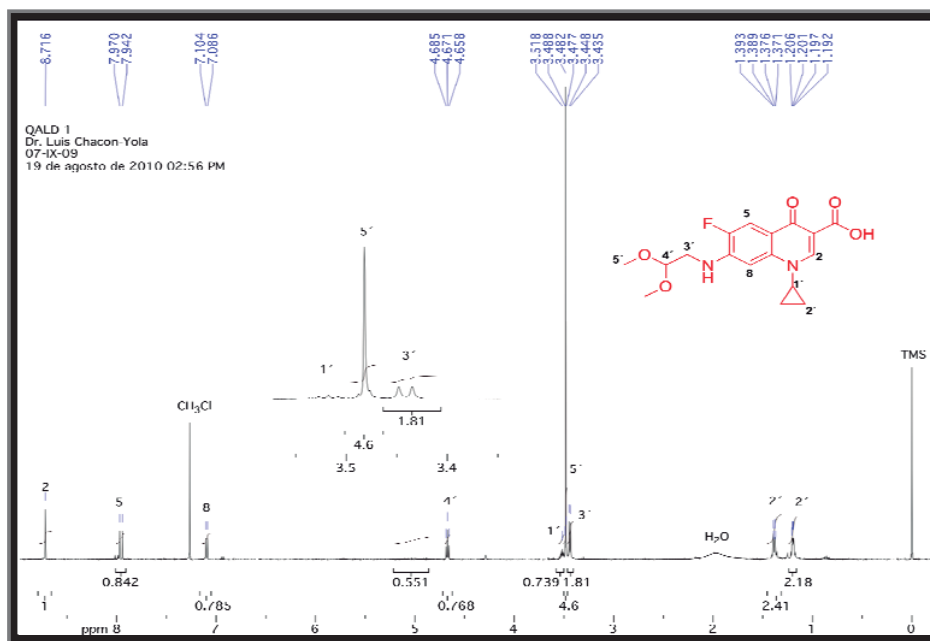 8.716 7.970 7.942 7.104 7.086 4.685 4.671 4.658 3.518 3.488 3.482 3.477 3.448 3.435 1.393 1.389 1.376 1.371 1.206 1.201 1.197 1.192
QALD 1
Dr. Luis Chacon-Yola
07-IX-09
19 de agosto de 2010 02:56 PM
O O
F 5 OH
5´ O 4´ 3´ N H 8 N 2
O 1´
2´
5´
1´ 3´
1.81
4.6
3.5 3.4
TMS
CH3Cl
2 5 8 4´ 1´ 5´ 3´ H2O 2´ 2´
0.842 0.551 0.739 1.81 2.18
1 0.785 0.768 4.6 2.41
ppm 8 7 6 5 4 3 2 1 0